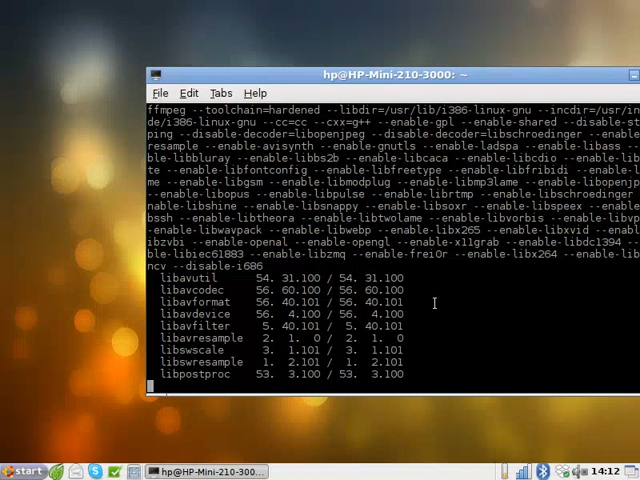 hp@HP-Mini-210-3000: ~
File Edit Tabs Help
ffmpeg --toolchain=hardened --libdir=/usr/lib/i386-linux-gnu --incdir=/usr/in
de/i386-linux-gnu --cc=cc --cxx=g++ --enable-gpl --enable-shared --disable-st
ping --disable-decoder=libopenjpeg --disable-decoder=libschroedinger --enable
resample --enable-avisynth --enable-gnutls --enable-ladspa --enable-libass --
ble-libbluray --enable-libbs2b --enable-libcaca --enable-libcdio --enable-lib
te --enable-libfontconfig --enable-libfreetype --enable-libfribidi --enable-l
me --enable-libgsm --enable-libmodplug --enable-libmp3lame --enable-libopenjp
--enable-libopus --enable-libpulse --enable-librtmp --enable-libschroedinger
nable-libshine --enable-libsnappy --enable-libsoxr --enable-libspeex --enable
bssh --enable-libtheora --enable-libtwolame --enable-libvorbis --enable-libvp
-enable-libwavpack --enable-libwebp --enable-libx265 --enable-libxvid --enabl
ibzvbi --enable-openal --enable-opengl --enable-x11grab --enable-libdc1394 --
enable-libiec61883 --enable-libzmq --enable-frei0r --enable-libx264 --enable-lib
ncv --disable-i686
libavutil 54. 31.100 / 54. 31.100
libavcodec 56. 60.100 / 56. 60.100
libavformat 56. 40.101 / 56. 40.101
libavdevice 56. 4.100 / 56. 4.100
libavfilter 5. 40.101 / 5. 40.101
libavresample 2. 1. 0 / 2. 1. 0
libswscale 3. 1.101 / 3. 1.101
libswresample 1. 2.101 / 1. 2.101
libpostproc 53. 3.100 / 53. 3.100
start hp@HP-Mini-210-300... 14:12